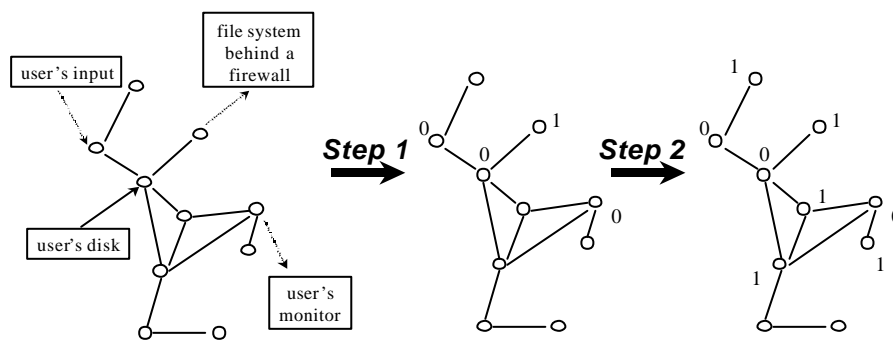 user's input
file system
behind a
firewall
user's disk
user's
monitor
Step 1
0
1
0
0
Step 2
1
0
1
0
1
0
1
1